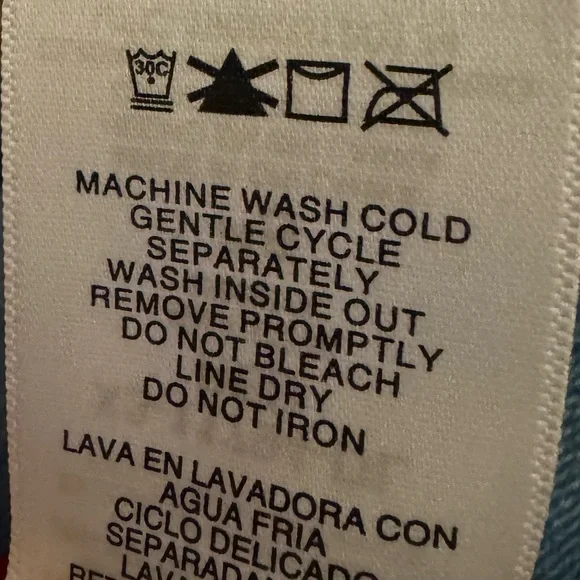 30C
MACHINE WASH COLD
GENTLE CYCLE
SEPARATELY
WASH INSIDE OUT
REMOVE PROMPTLY
DO NOT BLEACH
LINE DRY
DO NOT IRON
LAVA EN LAVADORA CON
AGUA FRIA
CICLO DELICADO